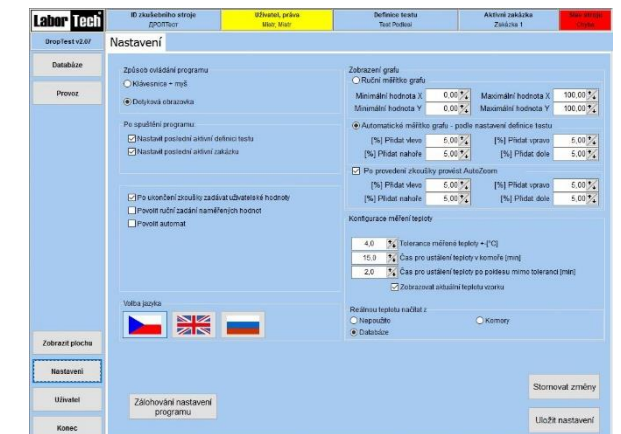 Labor Tech
ID zkušebního stroje
ДРОПТест
Uživatel, práva
Mistr, Mistr
Definice testu
Test Podlesí
Aktivní zakázka
Zakázka 1
Stav stroje
Chyba
DropTest v2.07
Nastavení
Databáze
Provoz
Zobrazit plochu
Nastavení
Uživatel
Konec
Způsob ovládání programu
Klávesnice + myš
Dotyková obrazovka
Po spuštění programu:
Nastavit poslední aktivní definici testu
Nastavit poslední aktivní zakázku
Po ukončení zkoušky zadávat uživatelské hodnoty
Povolit ruční zadání naměřených hodnot
Povolit automat
Volba jazyka
Zálohování nastavení
programu
Zobrazení grafu
Ruční měřítko grafu
Minimální hodnota X 0,00 Maximální hodnota X 100,00
Minimální hodnota Y 0,00 Maximální hodnota Y 100,00
Automatické měřítko grafu - podle nastavení definice testu
[%] Přidat vlevo 5,00 [%] Přidat vpravo 5,00
[%] Přidat nahoře 5,00 [%] Přidat dole 5,00
Po provedení zkoušky provést AutoZoom
[%] Přidat vlevo 5,00 [%] Přidat vpravo 5,00
[%] Přidat nahoře 5,00 [%] Přidat dole 5,00
Konfigurace měření teploty
4,0 Tolerance měřené teploty +-[°C]
15,0 Čas pro ustálení teploty v komoře [min]
2,0 Čas pro ustálení teploty po poklesu mimo toleranci [min]
Zobrazovat aktuální teplotu vzorku
Reálnou teplotu načítat z
Nepoužito
Komory
Databáze
Stornovat změny
Uložit nastavení